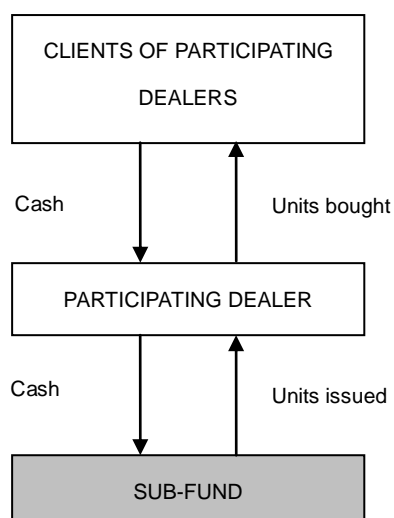 CLIENTS OF PARTICIPATING
DEALERS
Cash
Units bought
PARTICIPATING DEALER
Cash
Units issued
SUB-FUND